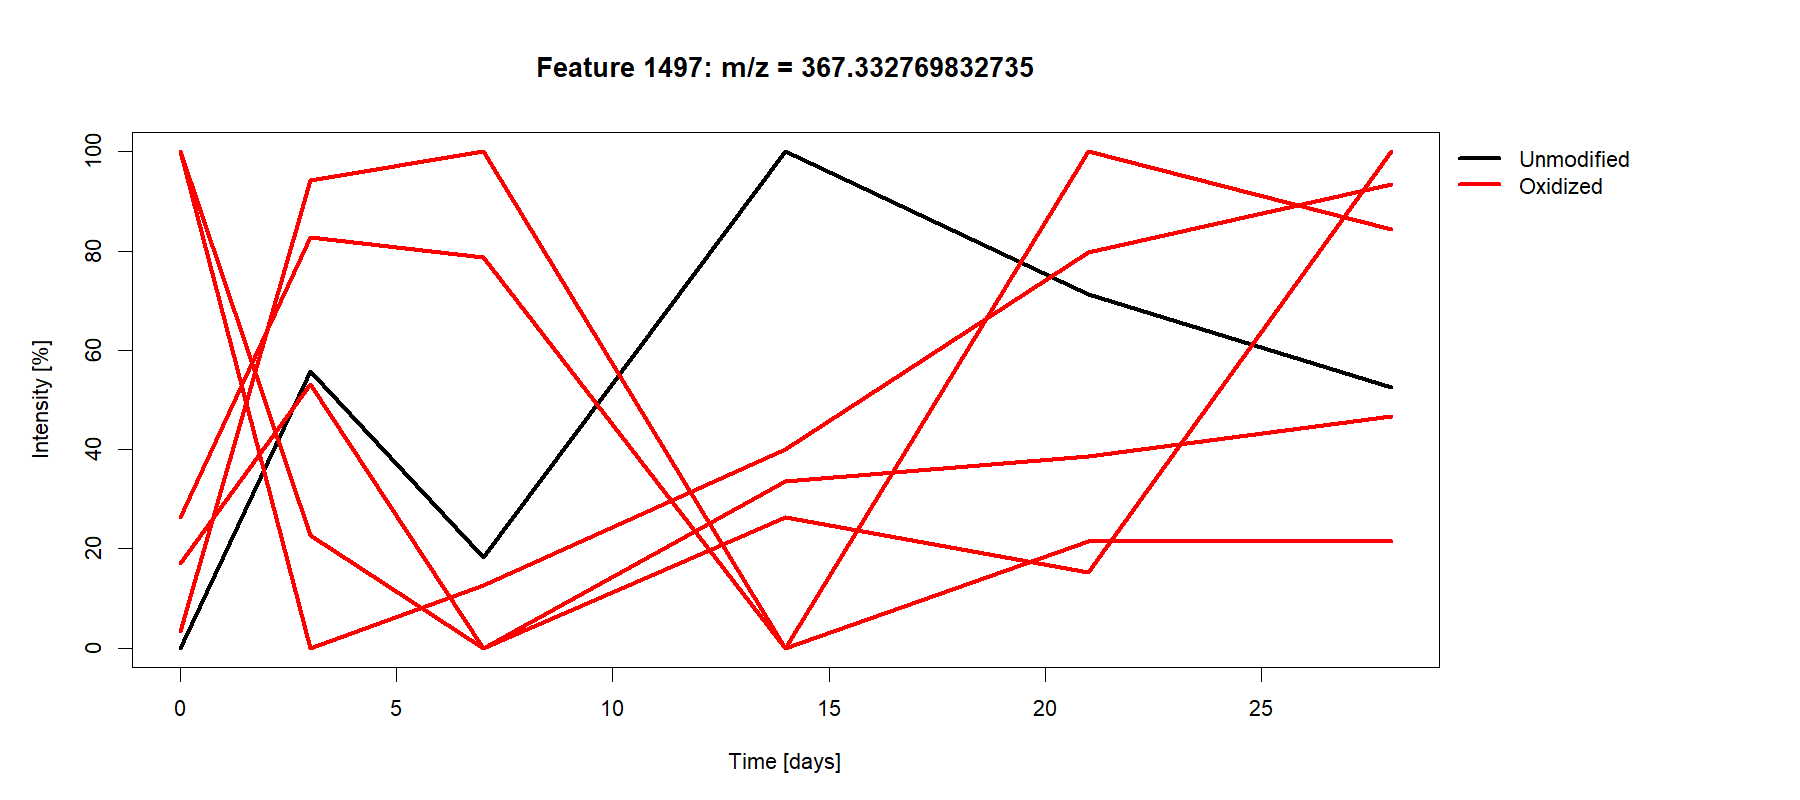 Feature 1497: m/z = 367.332769832735
Unmodified
Oxidized
100
80
60
40
20
0
Intensity [%]
0 5 10 15 20 25
Time [days]